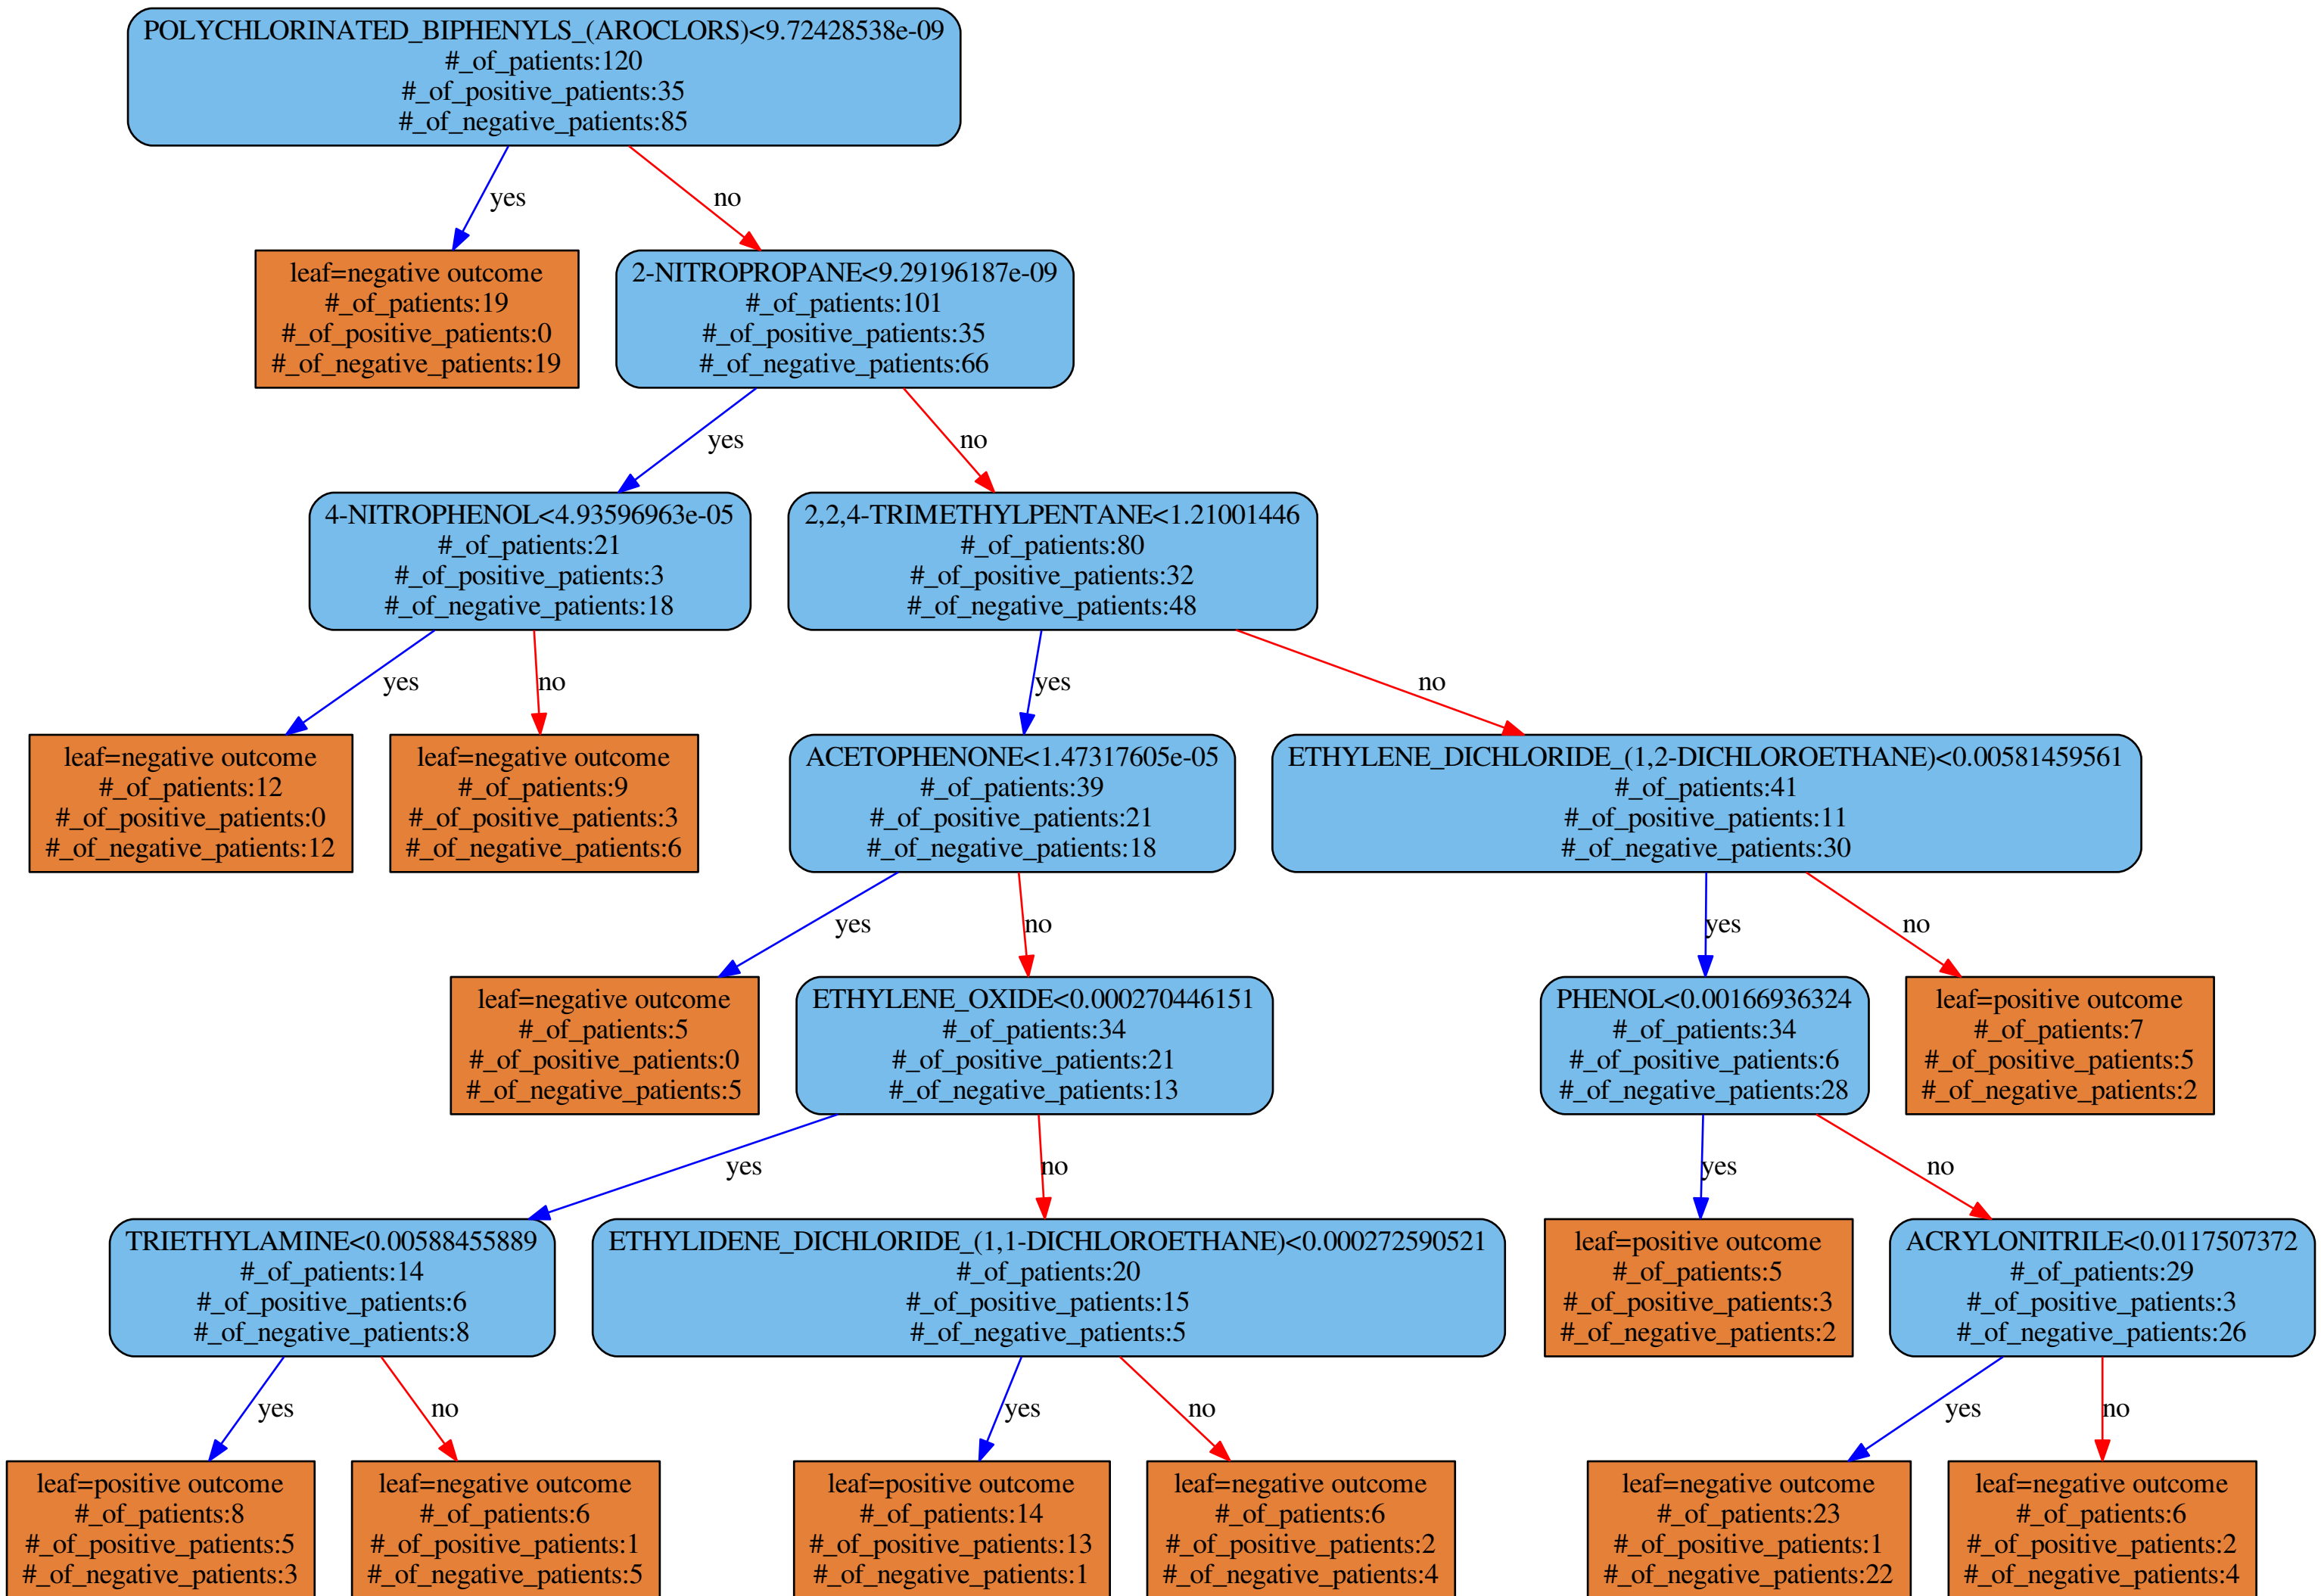 POLYCHLORINATED_BIPHENYLS_(AROCLORS)<9.72428538e-09
#_of_patients:120
#_of_positive_patients:35
#_of_negative_patients:85
yes
no
leaf=negative outcome
#_of_patients:19
#_of_positive_patients:0
#_of_negative_patients:19
2-NITROPROPANE<9.29196187e-09
#_of_patients:101
#_of_positive_patients:35
#_of_negative_patients:66
yes
no
4-NITROPHENOL<4.93596963e-05
#_of_patients:21
#_of_positive_patients:3
#_of_negative_patients:18
2,2,4-TRIMETHYLPENTANE<1.21001446
#_of_patients:80
#_of_positive_patients:32
#_of_negative_patients:48
yes
no
yes
no
leaf=negative outcome
#_of_patients:12
#_of_positive_patients:0
#_of_negative_patients:12
leaf=negative outcome
#_of_patients:9
#_of_positive_patients:3
#_of_negative_patients:6
ACETOPHENONE<1.47317605e-05
#_of_patients:39
#_of_positive_patients:21
#_of_negative_patients:18
ETHYLENE_DICHLORIDE_(1,2-DICHLOROETHANE)<0.00581459561
#_of_patients:41
#_of_positive_patients:11
#_of_negative_patients:30
yes
no
yes
no
leaf=negative outcome
#_of_patients:5
#_of_positive_patients:0
#_of_negative_patients:5
ETHYLENE_OXIDE<0.000270446151
#_of_patients:34
#_of_positive_patients:21
#_of_negative_patients:13
PHENOL<0.00166936324
#_of_patients:34
#_of_positive_patients:6
#_of_negative_patients:28
leaf=positive outcome
#_of_patients:7
#_of_positive_patients:5
#_of_negative_patients:2
yes
no
yes
no
TRIETHYLAMINE<0.00588455889
#_of_patients:14
#_of_positive_patients:6
#_of_negative_patients:8
ETHYLIDENE_DICHLORIDE_(1,1-DICHLOROETHANE)<0.000272590521
#_of_patients:20
#_of_positive_patients:15
#_of_negative_patients:5
leaf=positive outcome
#_of_patients:5
#_of_positive_patients:3
#_of_negative_patients:2
ACRYLONITRILE<0.0117507372
#_of_patients:29
#_of_positive_patients:3
#_of_negative_patients:26
yes
no
yes
no
yes
no
leaf=positive outcome
#_of_patients:8
#_of_positive_patients:5
#_of_negative_patients:3
leaf=negative outcome
#_of_patients:6
#_of_positive_patients:1
#_of_negative_patients:5
leaf=positive outcome
#_of_patients:14
#_of_positive_patients:13
#_of_negative_patients:1
leaf=negative outcome
#_of_patients:6
#_of_positive_patients:2
#_of_negative_patients:4
leaf=negative outcome
#_of_patients:23
#_of_positive_patients:1
#_of_negative_patients:22
leaf=negative outcome
#_of_patients:6
#_of_positive_patients:2
#_of_negative_patients:4